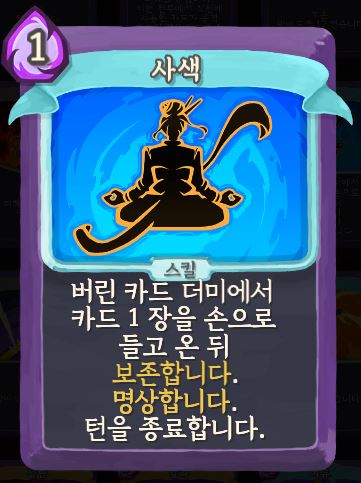 1
사색
스킬
버린 카드 더미에서
카드 1 장을 손으로
들고 온 뒤
보존합니다.
명상합니다.
턴을 종료합니다.